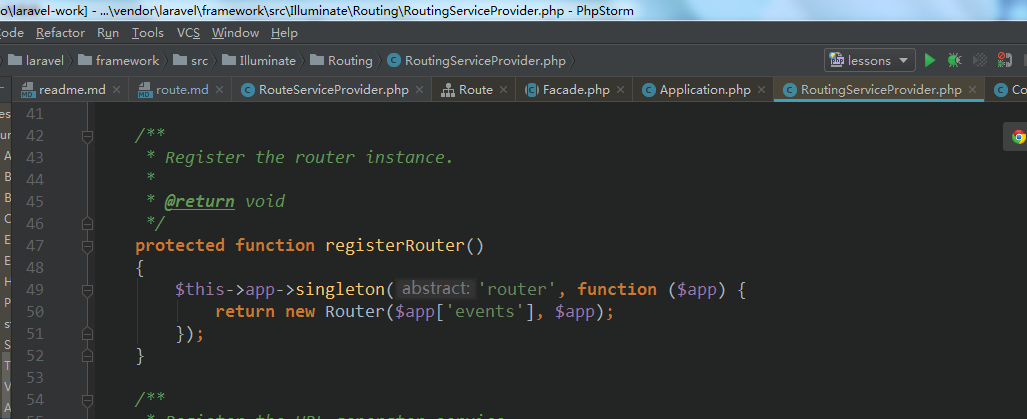 o\laravel-work] - ...\vendor\laravel\framework\src\Illuminate\Routing\RoutingServiceProvider.php - PhpStorm
ode Refactor Run Tools VCS Window Help
laravel framework src Illuminate Routing RoutingServiceProvider.php lessons
readme.md route.md RouteServiceProvider.php Route Facade.php Application.php RoutingServiceProvider.php Co
41
42 /**
43 * Register the router instance.
44 *
45 * @return void
46 */
47 protected function registerRouter()
48 {
49 $this->app->singleton( abstract: 'router', function ($app) {
50 return new Router($app['events'], $app);
51 });
52 }
53
54 /**